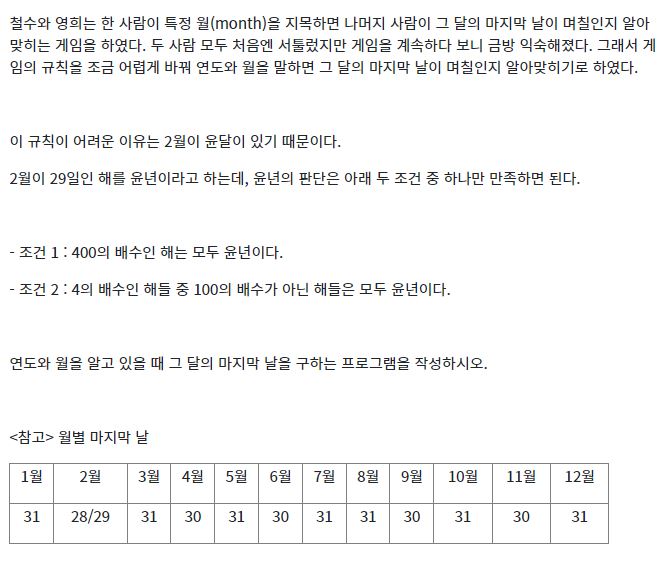 철수와 영희는 한 사람이 특정 월(month)을 지목하면 나머지 사람이 그 달의 마지막 날이 며칠인지 알아
맞히는 게임을 하였다. 두 사람 모두 처음엔 서툴렀지만 게임을 계속하다 보니 금방 익숙해졌다. 그래서 게
임의 규칙을 조금 어렵게 바꿔 연도와 월을 말하면 그 달의 마지막 날이 며칠인지 알아맞히기로 하였다.
이 규칙이 어려운 이유는 2월이 윤달이 있기 때문이다.
2월이 29일인 해를 윤년이라고 하는데, 윤년의 판단은 아래 두 조건 중 하나만 만족하면 된다.
- 조건 1 : 400의 배수인 해는 모두 윤년이다.
- 조건 2 : 4의 배수인 해들 중 100의 배수가 아닌 해들은 모두 윤년이다.
연도와 월을 알고 있을 때 그 달의 마지막 날을 구하는 프로그램을 작성하시오.
<참고> 월별 마지막 날
1월 2월 3월 4월 5월 6월 7월 8월 9월 10월 11월 12월
31 28/29 31 30 31 30 31 31 30 31 30 31